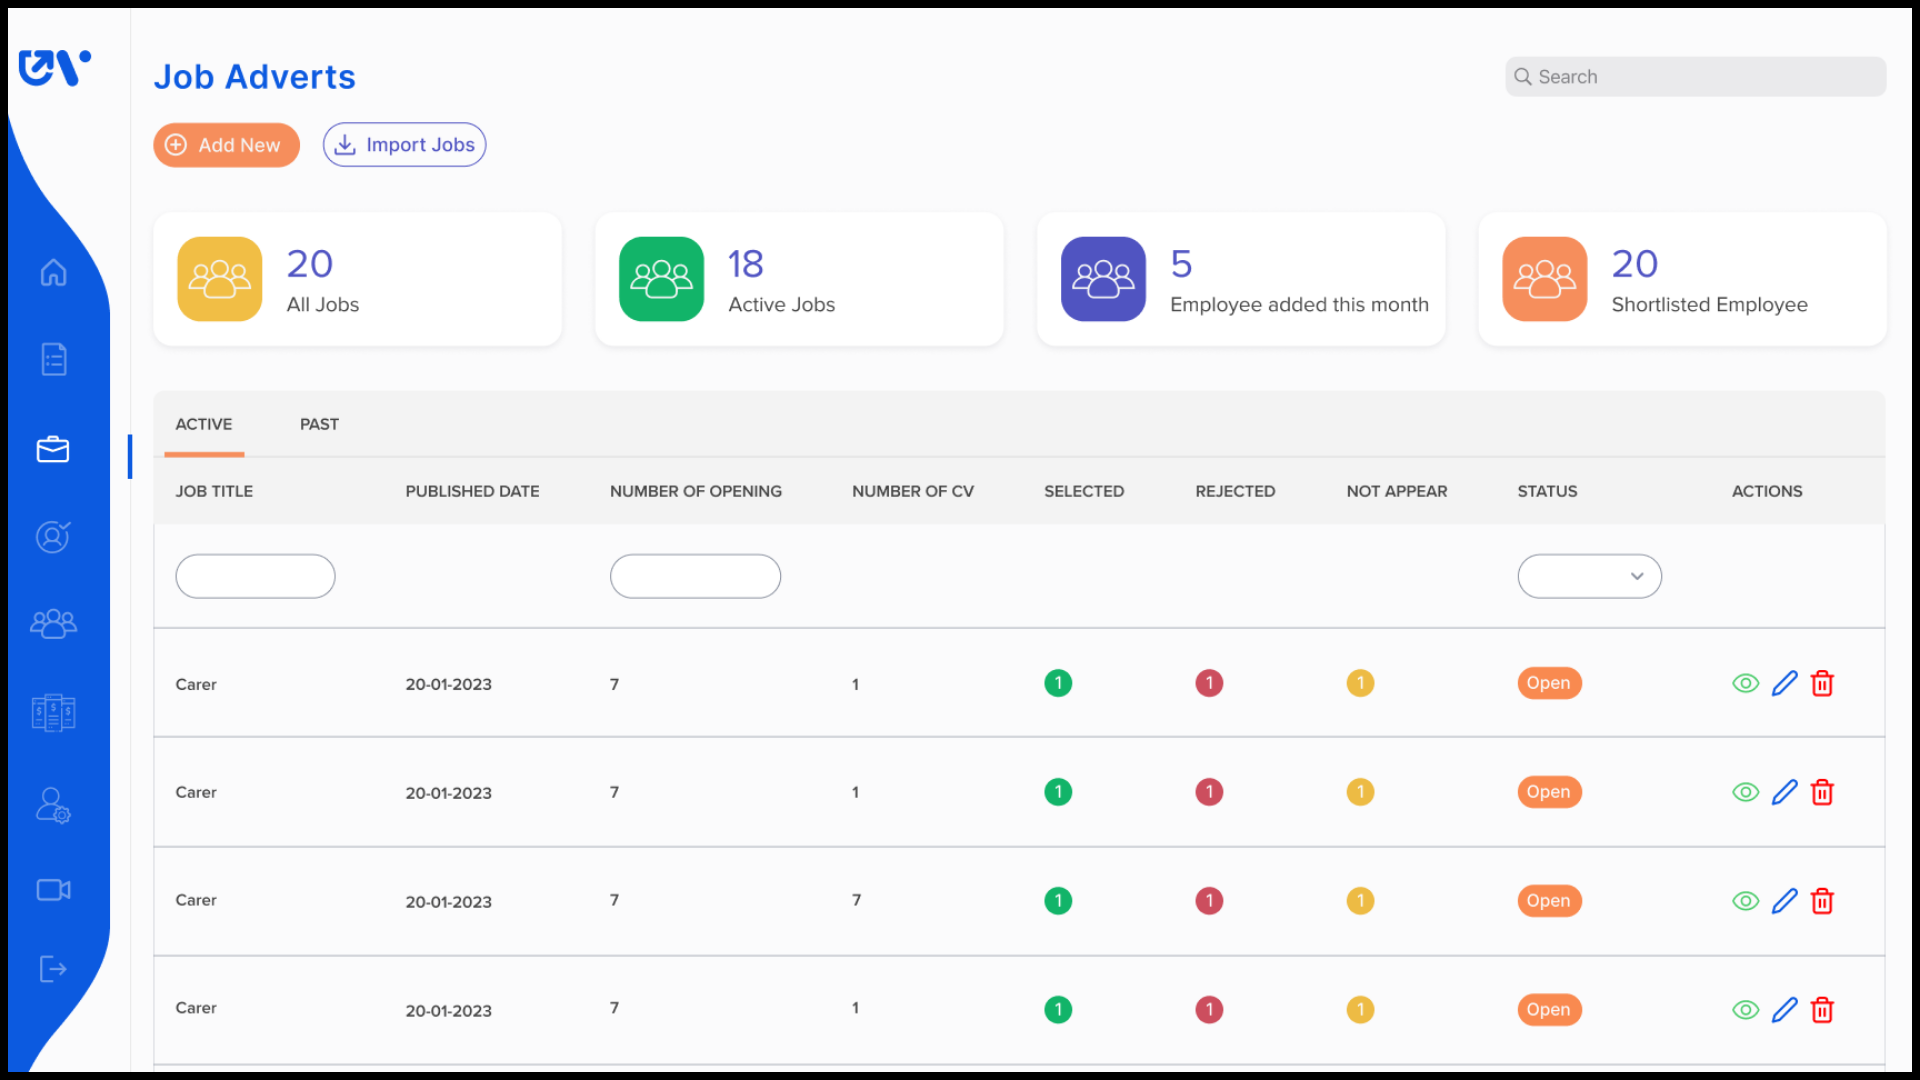 Job Adverts
Search
Add New
Import Jobs
20
All Jobs
18
Active Jobs
5
Employee added this month
20
Shortlisted Employee
ACTIVE PAST
JOB TITLE PUBLISHED DATE NUMBER OF OPENING NUMBER OF CV SELECTED REJECTED NOT APPEAR STATUS ACTIONS
Carer 20-01-2023 7 1 1 1 1 Open
Carer 20-01-2023 7 1 1 1 1 Open
Carer 20-01-2023 7 7 1 1 1 Open
Carer 20-01-2023 7 1 1 1 1 Open